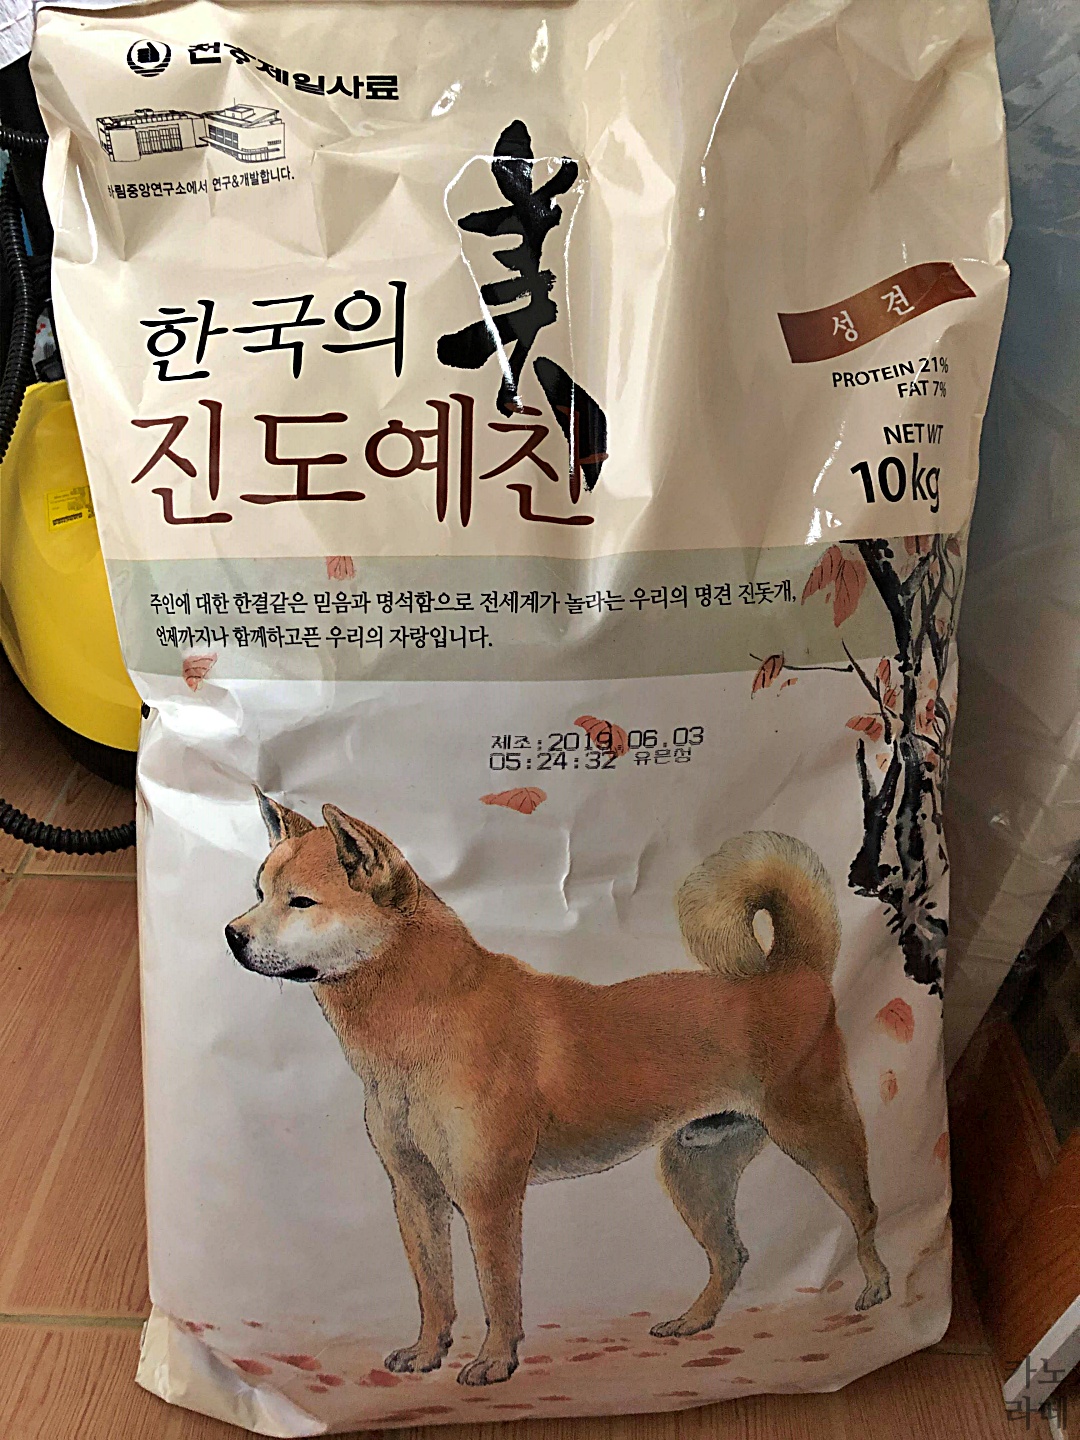 천하제일사료
하림중앙연구소에서 연구&개발합니다.
한국의 美
진도예찬
성견
PROTEIN 21%
FAT 7%
NET WT
10kg
주인에 대한 한결같은 믿음과 명석함으로 전세계가 놀라는 우리의 명견 진돗개,
언제까지나 함께하고픈 우리의 자랑입니다.
제조:2019.06.03
05:24:32 유은성
카노
라떼